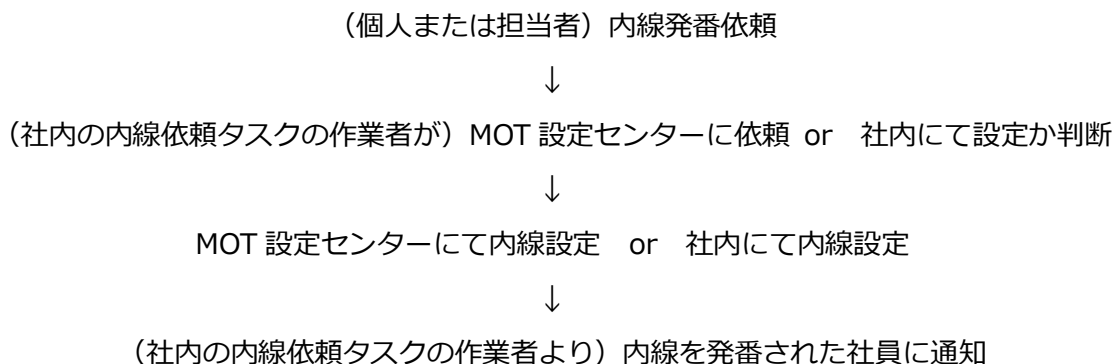 （個人または担当者）内線発番依頼
↓
（社内の内線依頼タスクの作業者が）MOT 設定センターに依頼 or　社内にて設定か判断
↓
MOT 設定センターにて内線設定　or　社内にて内線設定
↓
（社内の内線依頼タスクの作業者より）内線を発番された社員に通知